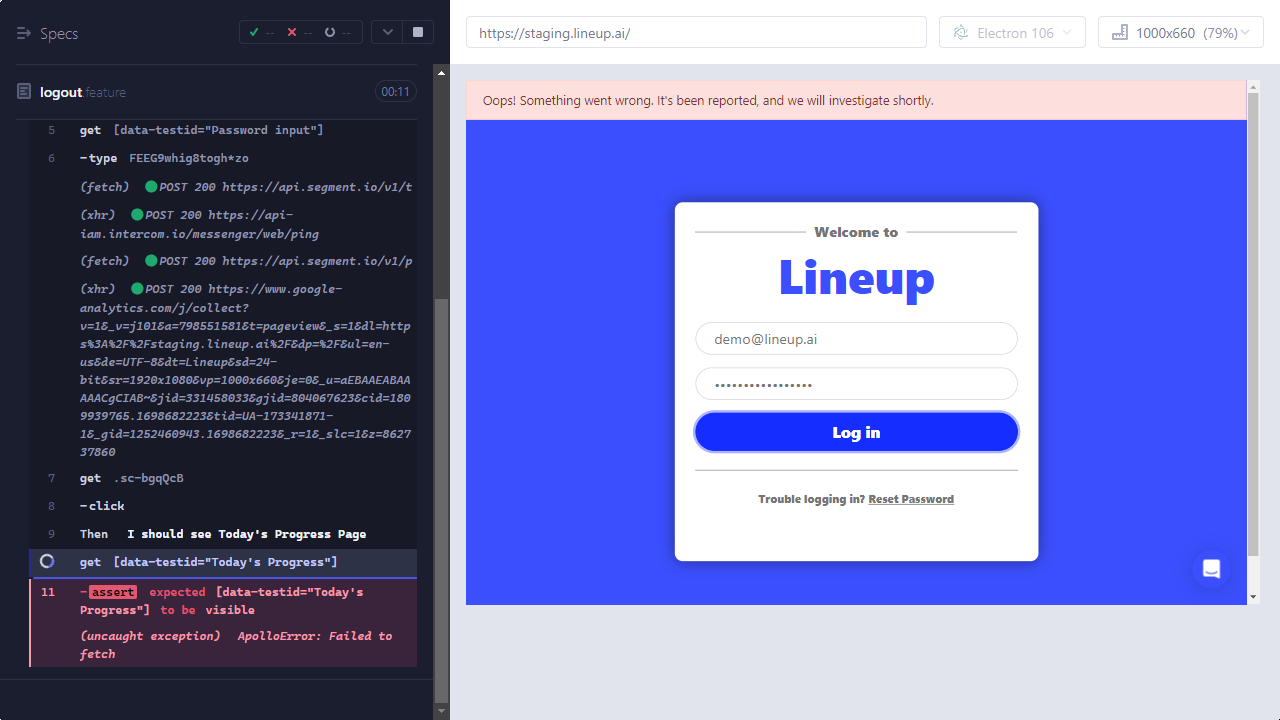 Specs
-- -- --
logout feature
00:11
5 get [data-testid="Password input"]
6 -type FEEG9whig8togh*zo
(fetch) POST 200 https://api.segment.io/v1/t
(xhr) POST 200 https://api-
iam.intercom.io/messenger/web/ping
(fetch) POST 200 https://api.segment.io/v1/p
(xhr) POST 200 https://www.google-
analytics.com/j/collect?
v=1&_v=j101&a=798551581&t=pageview&_s=1&dl=http
s%3A%2F%2Fstaging.lineup.ai%2F&dp=%2F&ul=en-
us&de=UTF-8&dt=Lineup&sd=24-
bit&sr=1920x1080&vp=1000x660&je=0&_u=aEBAAEABAA
AAACgCIAB~&jid=331458033&gjid=804067623&cid=180
9939765.1698682223&tid=UA-173341871-
1&_gid=1252460943.1698682223&_r=1&_slc=1&z=8627
37860
7 get .sc-bgqQcB
8 -click
9 Then I should see Today's Progress Page
get [data-testid="Today's Progress"]
11 -assert expected [data-testid="Today's
Progress"] to be visible
(uncaught exception) ApolloError: Failed to
fetch
https://staging.lineup.ai/
Electron 106
1000x660 (79%)
Oops! Something went wrong. It's been reported, and we will investigate shortly.
Welcome to
Lineup
demo@lineup.ai
Log in
Trouble logging in? Reset Password